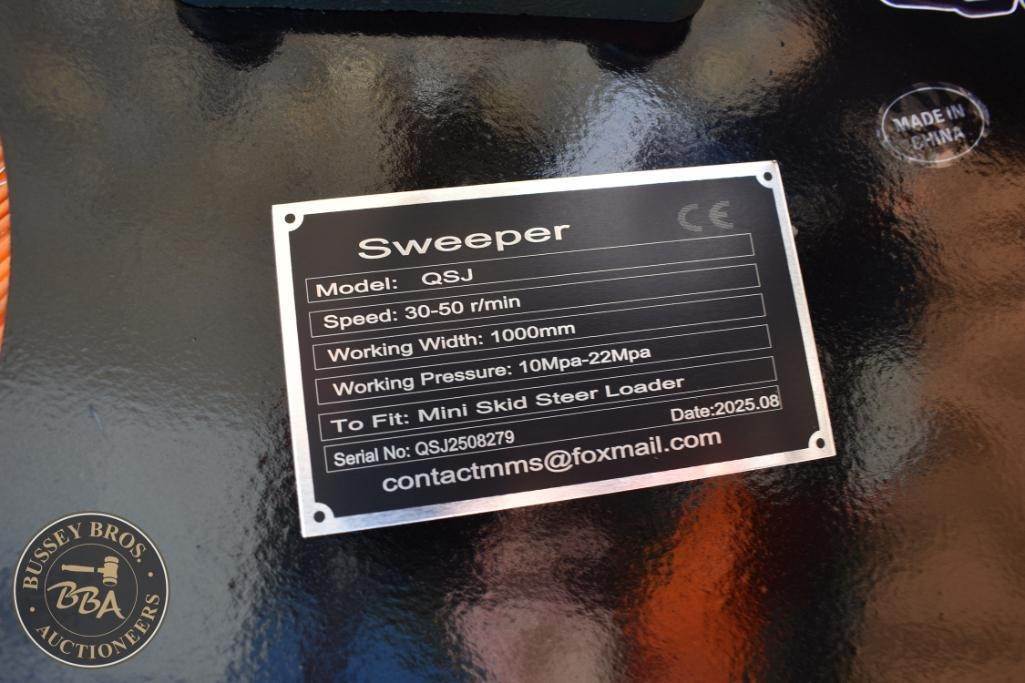 MADE IN
CHINA
CE
Sweeper
Model: QSJ
Speed: 30-50 r/min
Working Width: 1000mm
Working Pressure: 10Mpa-22Mpa
To Fit: Mini Skid Steer Loader
Serial No: QSJ2508279 Date:2025.08
contactmms@foxmail.com
BUSSEY BROS.
BBA
AUCTIONEERS